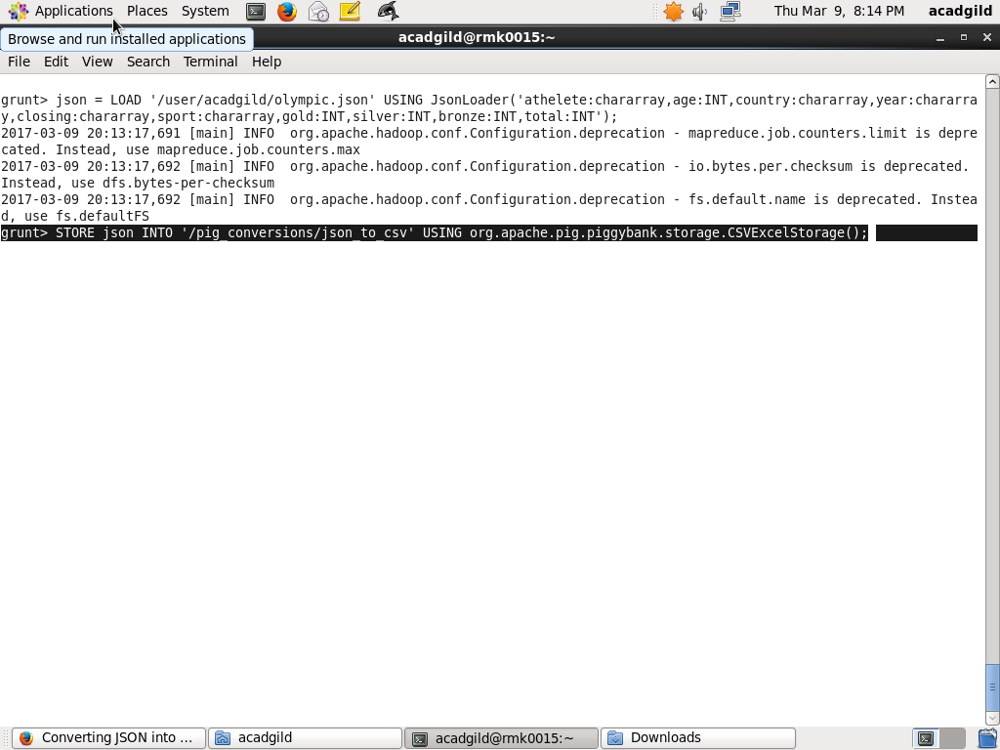 Applications Places System Thu Mar 9, 8:14 PM acadgild
Browse and run installed applications
acadgild@rmk0015:~
File Edit View Search Terminal Help
grunt> json = LOAD '/user/acadgild/olympic.json' USING JsonLoader('athelete:chararray,age:INT,country:chararray,year:chararra
y,closing:chararray,sport:chararray,gold:INT,silver:INT,bronze:INT,total:INT');
2017-03-09 20:13:17,691 [main] INFO  org.apache.hadoop.conf.Configuration.deprecation - mapreduce.job.counters.limit is depre
cated. Instead, use mapreduce.job.counters.max
2017-03-09 20:13:17,692 [main] INFO  org.apache.hadoop.conf.Configuration.deprecation - io.bytes.per.checksum is deprecated.
Instead, use dfs.bytes-per-checksum
2017-03-09 20:13:17,692 [main] INFO  org.apache.hadoop.conf.Configuration.deprecation - fs.default.name is deprecated. Instea
d, use fs.defaultFS
grunt> STORE json INTO '/pig_conversions/json_to_csv' USING org.apache.pig.piggybank.storage.CSVExcelStorage();
Converting JSON into ... acadgild acadgild@rmk0015:~ Downloads